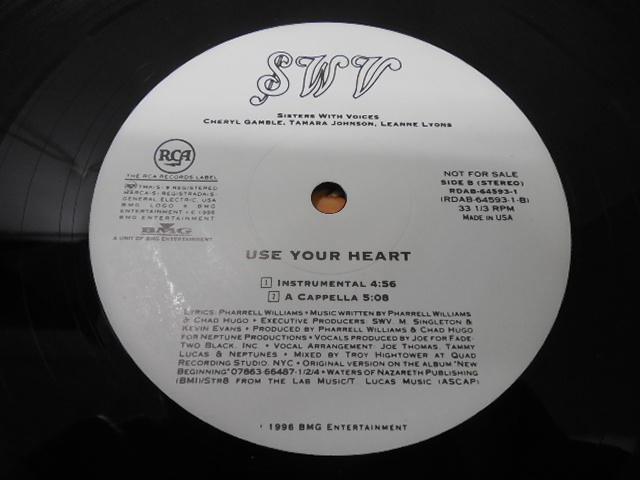 SWV
SISTERS WITH VOICES
CHERYL GAMBLE, TAMARA JOHNSON, LEANNE LYONS
RCA
THE RCA RECORDS LABEL
TMK(S) ® REGISTERED
MARCA(S) REGISTRADA(S)
GENERAL ELECTRIC, USA
BMG LOGO ® BMG
ENTERTAINMENT • © 1996
BMG ENTERTAINMENT
BMG
A UNIT OF BMG ENTERTAINMENT
NOT FOR SALE
SIDE B (STEREO)
RDAB-64593-1
(RDAB-64593-1-B)
33 1/3 RPM
MADE IN USA
USE YOUR HEART
1 INSTRUMENTAL 4:56
2 A CAPPELLA 5:08
LYRICS: PHARRELL WILLIAMS • MUSIC WRITTEN BY PHARRELL WILLIAMS
& CHAD HUGO • EXECUTIVE PRODUCERS: SWV, M. SINGLETON &
KEVIN EVANS • PRODUCED BY PHARRELL WILLIAMS & CHAD HUGO
FOR NEPTUNE PRODUCTIONS • VOCALS PRODUCED BY JOE FOR FADE-
TWO BLACK, INC. • VOCAL ARRANGEMENT: JOE THOMAS, TAMMY
LUCAS & NEPTUNES • MIXED BY TROY HIGHTOWER AT QUAD
RECORDING STUDIO, NYC • ORIGINAL VERSION ON THE ALBUM "NEW
BEGINNING" 07863-66487-1/2/4 • WATERS OF NAZARETH PUBLISHING
(BMI)/STR8 FROM THE LAB MUSIC/T. LUCAS MUSIC (ASCAP)
1996 BMG ENTERTAINMENT